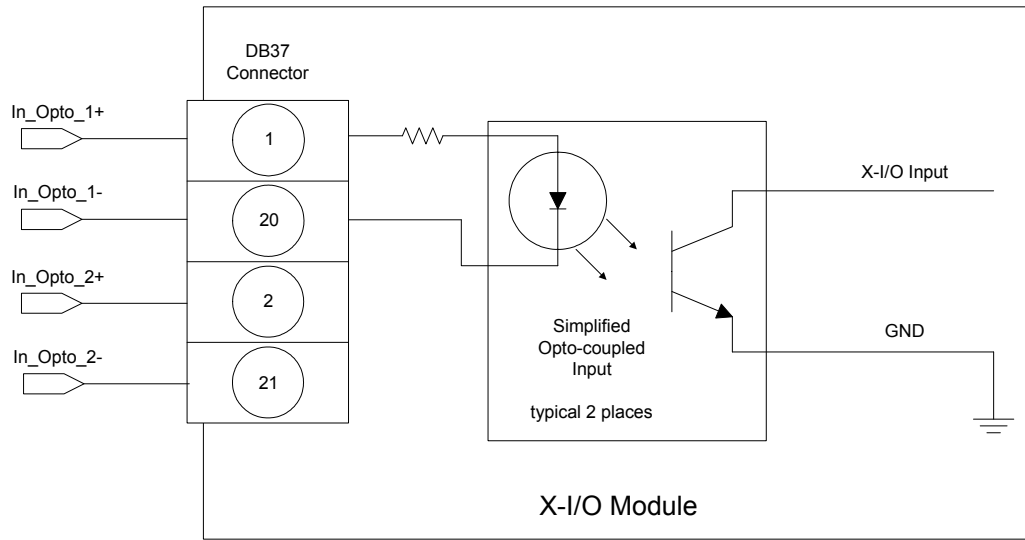 DB37
Connector
In_Opto_1+
1
In_Opto_1-
20
In_Opto_2+
2
In_Opto_2-
21
X-I/O Input
Simplified
Opto-coupled
Input
GND
typical 2 places
X-I/O Module